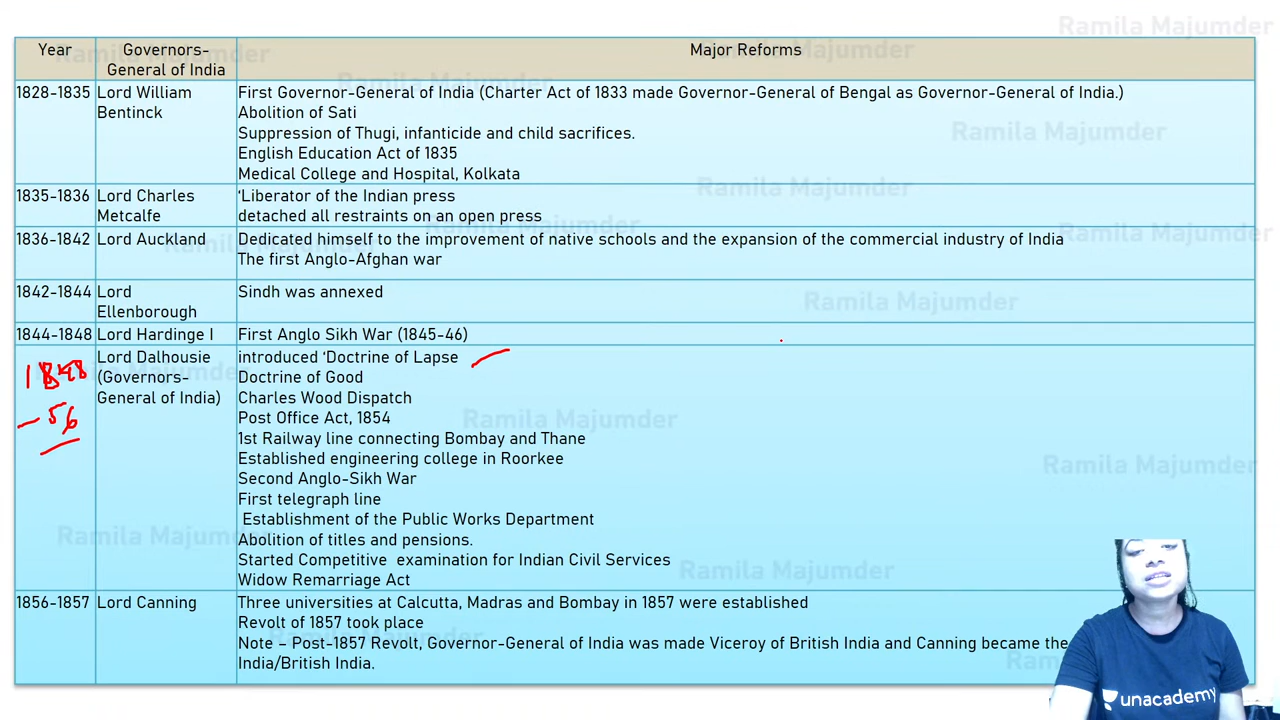 Ramila Majumder
Year
Governors-
General of India
Major Reforms
1828-1835
Lord William
Bentinck
First Governor-General of India (Charter Act of 1833 made Governor-General of Bengal as Governor-General of India.)
Abolition of Sati
Suppression of Thugi, infanticide and child sacrifices.
English Education Act of 1835
Medical College and Hospital, Kolkata
1835-1836
Lord Charles
Metcalfe
‘Liberator of the Indian press
detached all restraints on an open press
1836-1842
Lord Auckland
Dedicated himself to the improvement of native schools and the expansion of the commercial industry of India
The first Anglo-Afghan war
1842-1844
Lord
Ellenborough
Sindh was annexed
1844-1848
Lord Hardinge I
First Anglo Sikh War (1845-46)
1848
– 56
Lord Dalhousie
(Governors-
General of India)
introduced ‘Doctrine of Lapse
Doctrine of Good
Charles Wood Dispatch
Post Office Act, 1854
1st Railway line connecting Bombay and Thane
Established engineering college in Roorkee
Second Anglo-Sikh War
First telegraph line
Establishment of the Public Works Department
Abolition of titles and pensions.
Started Competitive examination for Indian Civil Services
Widow Remarriage Act
1856-1857
Lord Canning
Three universities at Calcutta, Madras and Bombay in 1857 were established
Revolt of 1857 took place
Note – Post-1857 Revolt, Governor-General of India was made Viceroy of British India and Canning became the
India/British India.
unacademy